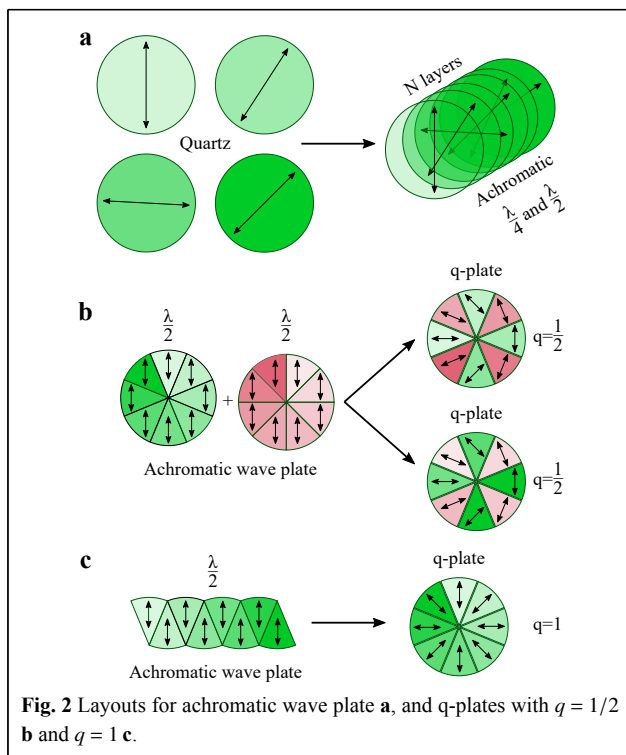 a
N layers
Quartz
Achromatic
λ/4 and λ/2
q-plate
b
λ/2 λ/2
q=1/2
+
q-plate
Achromatic wave plate
q=1/2
c
λ/2
q-plate
q=1
Achromatic wave plate
Fig. 2 Layouts for achromatic wave plate a, and q-plates with q = 1/2
b and q = 1 c.